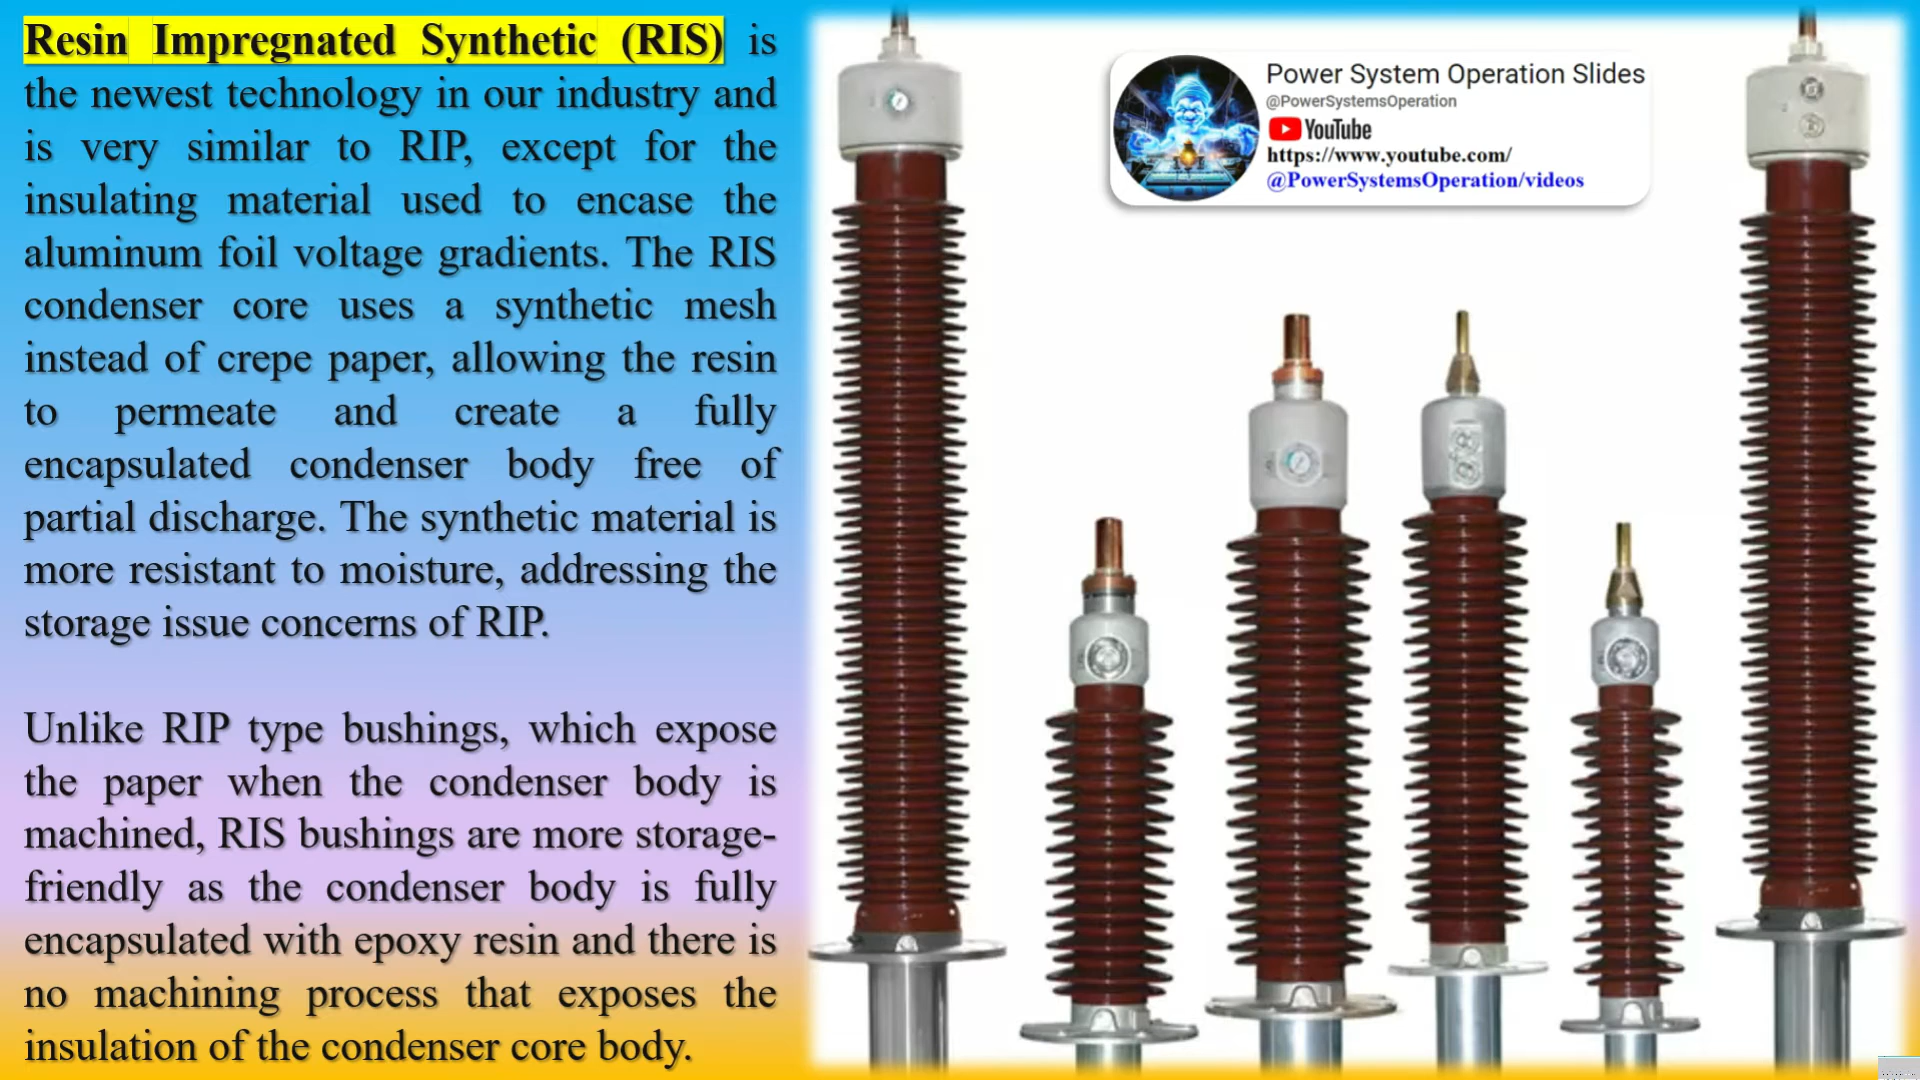 Resin Impregnated Synthetic (RIS) is
the newest technology in our industry and
is very similar to RIP, except for the
insulating material used to encase the
aluminum foil voltage gradients. The RIS
condenser core uses a synthetic mesh
instead of crepe paper, allowing the resin
to permeate and create a fully
encapsulated condenser body free of
partial discharge. The synthetic material is
more resistant to moisture, addressing the
storage issue concerns of RIP.
Unlike RIP type bushings, which expose
the paper when the condenser body is
machined, RIS bushings are more storage-
friendly as the condenser body is fully
encapsulated with epoxy resin and there is
no machining process that exposes the
insulation of the condenser core body.
Power System Operation Slides
@PowerSystemsOperation
YouTube
https://www.youtube.com/
@PowerSystemsOperation/videos